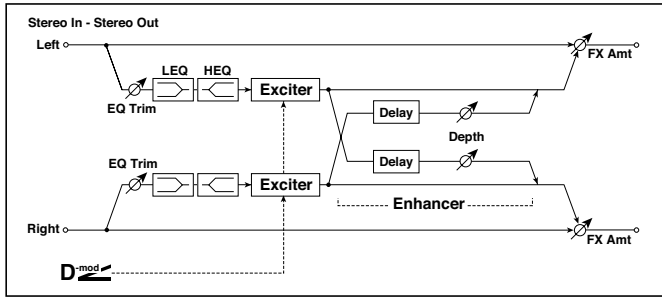 Stereo In - Stereo Out
Left
FX Amt
LEQ HEQ
EQ Trim
Exciter
Delay
Depth
EQ Trim
Delay
Exciter
Enhancer
Right
FX Amt
D-mod